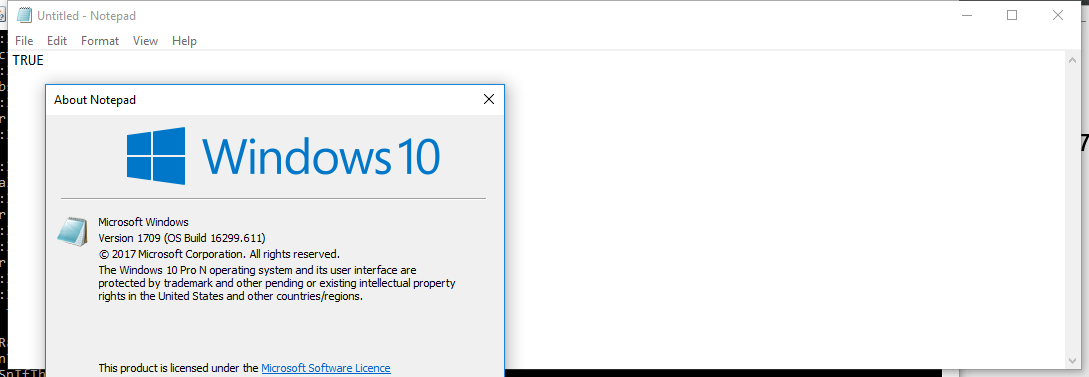 Untitled - Notepad
File Edit Format View Help
TRUE
About Notepad
Windows 10
Microsoft Windows
Version 1709 (OS Build 16299.611)
© 2017 Microsoft Corporation. All rights reserved.
The Windows 10 Pro N operating system and its user interface are
protected by trademark and other pending or existing intellectual property
rights in the United States and other countries/regions.
This product is licensed under the Microsoft Software Licence